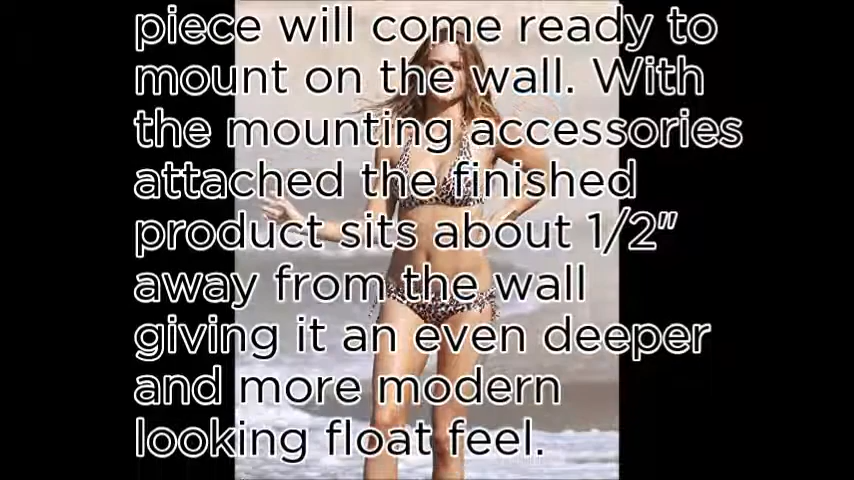 piece will come ready to
mount on the wall. With
the mounting accessories
attached the finished
product sits about 1/2"
away from the wall
giving it an even deeper
and more modern
looking float feel.